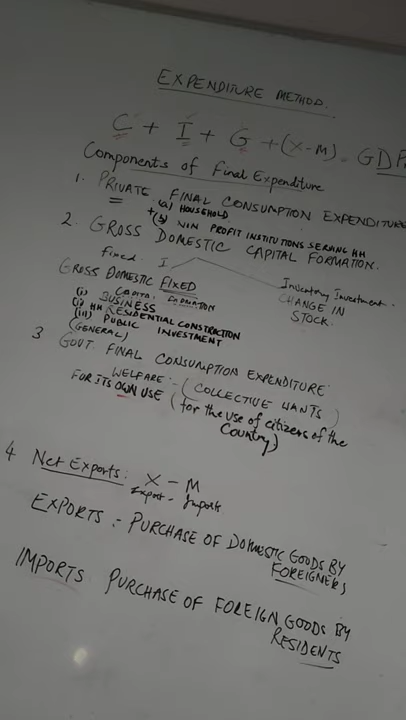 EXPENDITURE METHOD.
C + I + G + (X-M) = GDP
Components of Final Expenditure
1. PRIVATE FINAL CONSUMPTION EXPENDITURE
(a) HOUSEHOLD
+(b) NIN PROFIT INSTITUTIONS SERVING HH
2. GROSS DOMESTIC CAPITAL FORMATION.
fixed I
Inventory Investment.
CHANGE IN
STOCK.
GROSS DOMESTIC FIXED
CAPITAL FORMATION
(i) BUSINESS
(ii) HH RESIDENTIAL CONSTRACTION
(iii) PUBLIC INVESTMENT
(GENERAL)
3 GOVT. FINAL CONSUMPTION EXPENDITURE
WELFARE - (COLLECTIVE WANTS)
FOR ITS OWN USE (for the use of citizens of the
Country)
4 Net Exports: X - M
Export - Imports
EXPORTS :- PURCHASE OF DOMESTIC GOODS BY
FOREIGNERS
IMPORTS PURCHASE OF FOREIGN GOODS BY
RESIDENTS